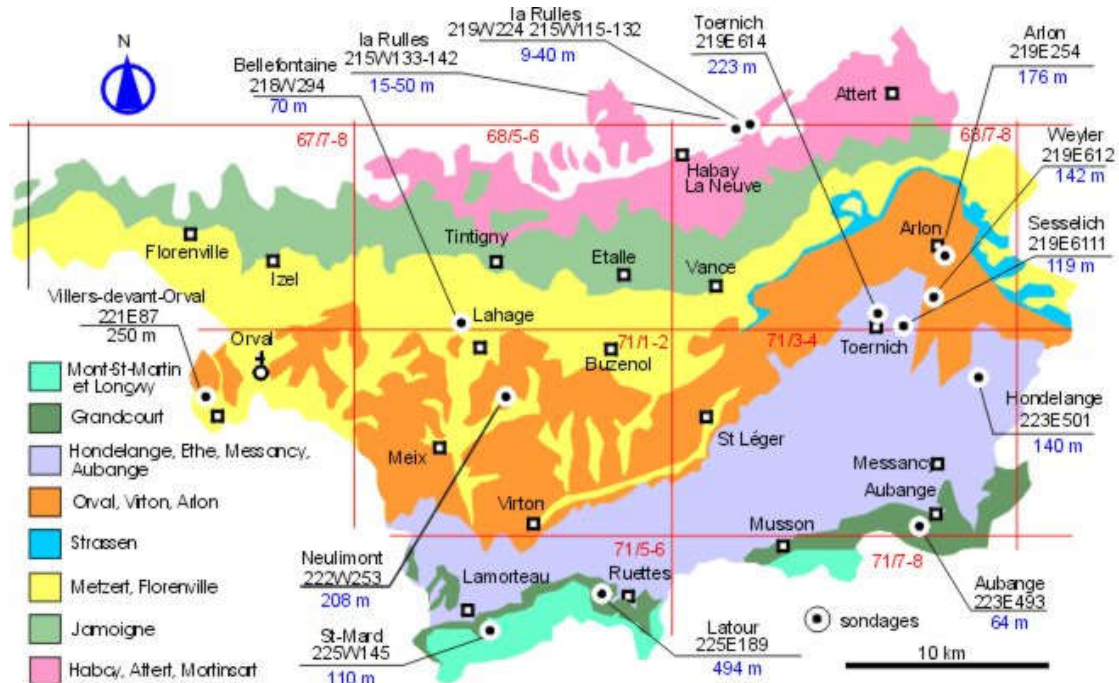 N
la Rulles
219W224 215W115-132
9-40 m
la Rulles
215W133-142
15-50 m
Bellefontaine
218W294
70 m
Toernich
219E614
223 m
Arlon
219E254
176 m
Attert
67/7-8
68/5-6
68/7-8
Weyler
219E612
142 m
Habay
La Neuve
Sesselich
219E6111
119 m
Florenville
Izel
Tintigny
Etalle
Vance
Arlon
Villers-devant-Orval
221E87
250 m
Orval
Lahage
71/1-2
Buzenol
71/3-4
Toernich
Hondelange
223E501
140 m
Meix
St Léger
Virton
Messancy
Aubange
Musson
71/5-6
71/7-8
Neulimont
222W253
208 m
Lamorteau
Ruettes
Aubange
223E493
64 m
St-Mard
225W145
110 m
Latour
225E189
494 m
sondages
10 km
Mont-St-Martin
et Longwy
Grandcourt
Hondelange, Ethe, Messancy,
Aubange
Orval, Virton, Arlon
Strassen
Metzert, Florenville
Jamoigne
Habay, Attert, Mortinsart